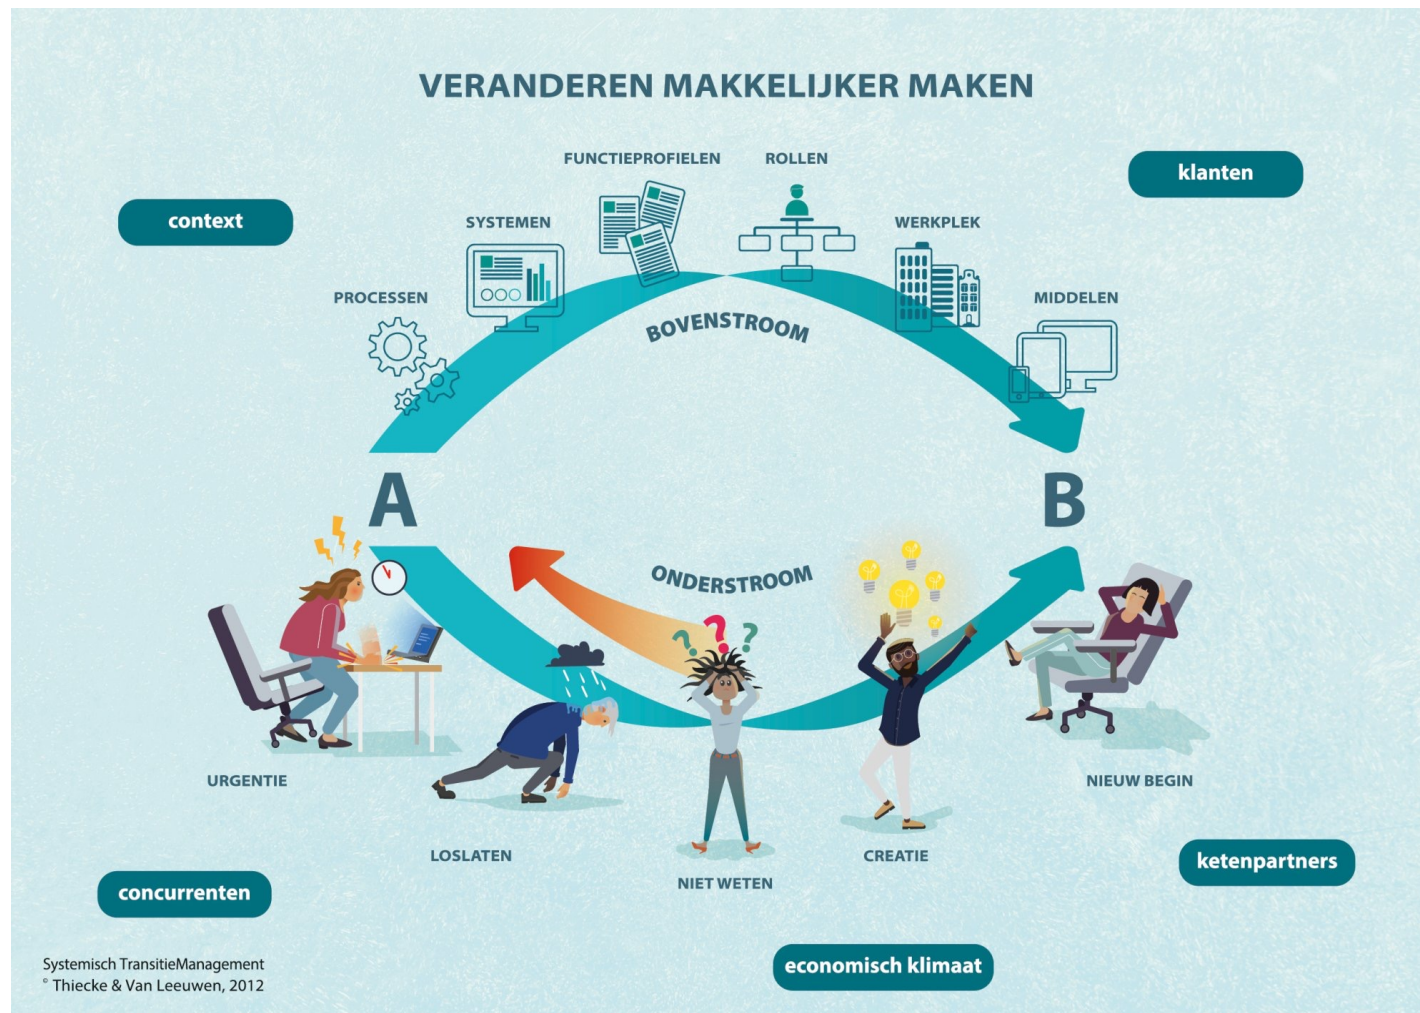 VERANDEREN MAKKELIJKER MAKEN
FUNCTIEPROFIELEN
ROLLEN
klanten
context
SYSTEMEN
WERKPLEK
PROCESSEN
MIDDELEN
BOVENSTROOM
A
B
ONDERSTROOM
URGENTIE
NIEUW BEGIN
LOSLATEN
CREATIE
NIET WETEN
ketenpartners
concurrenten
economisch klimaat
Systemisch TransitieManagement
© Thiecke & Van Leeuwen, 2012